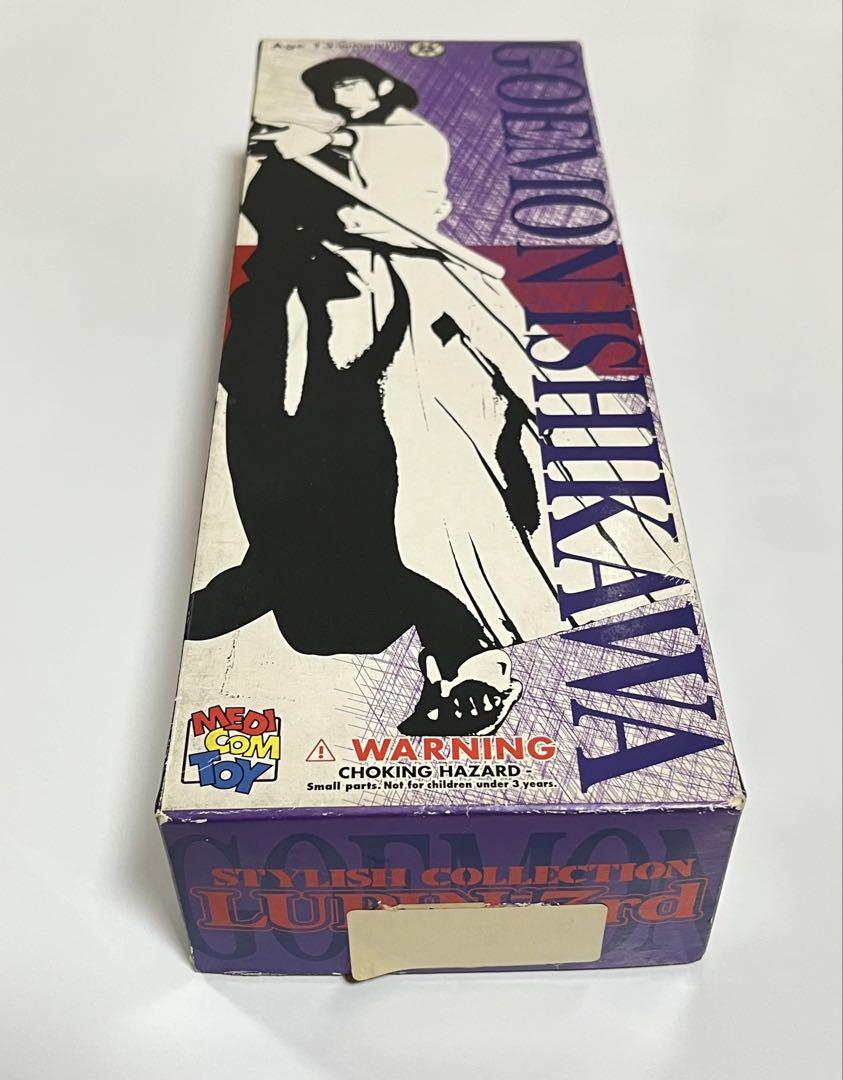 GOEMON ISHIKAWA
MEDI
COM
TOY
WARNING
CHOKING HAZARD -
Small parts. Not for children under 3 years.
GOEMON
STYLISH COLLECTION
LUPIN
3rd